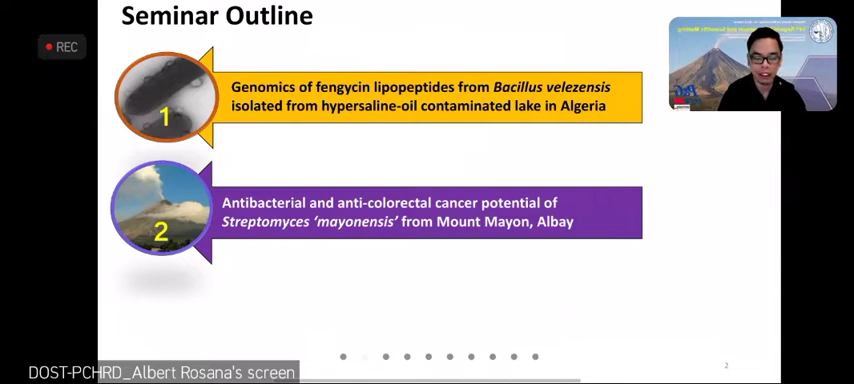 Seminar Outline
REC
1
Genomics of fengycin lipopeptides from Bacillus velezensis
isolated from hypersaline-oil contaminated lake in Algeria
2
Antibacterial and anti-colorectal cancer potential of
Streptomyces 'mayonensis' from Mount Mayon, Albay
2
DOST-PCHRD_Albert Rosana's screen